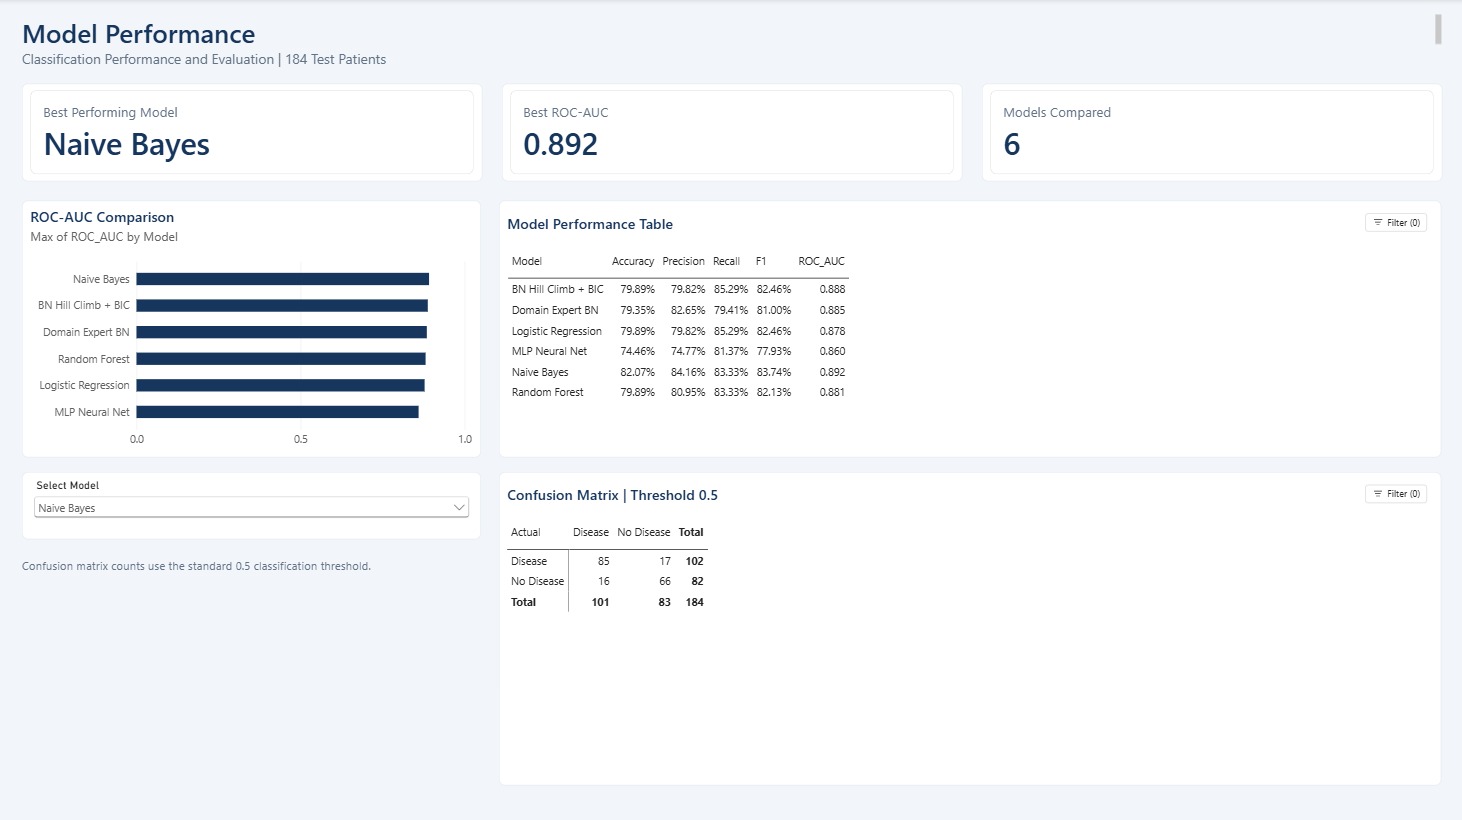 Model Performance
Classification Performance and Evaluation | 184 Test Patients
Best Performing Model
Naive Bayes
Best ROC-AUC
0.892
Models Compared
6
ROC-AUC Comparison
Max of ROC_AUC by Model
Naive Bayes
BN Hill Climb + BIC
Domain Expert BN
Random Forest
Logistic Regression
MLP Neural Net
0.0 0.5 1.0
Model Performance Table
Filter (0)
Model Accuracy Precision Recall F1 ROC_AUC
BN Hill Climb + BIC 79.89% 79.82% 85.29% 82.46% 0.888
Domain Expert BN 79.35% 82.65% 79.41% 81.00% 0.885
Logistic Regression 79.89% 79.82% 85.29% 82.46% 0.878
MLP Neural Net 74.46% 74.77% 81.37% 77.93% 0.860
Naive Bayes 82.07% 84.16% 83.33% 83.74% 0.892
Random Forest 79.89% 80.95% 83.33% 82.13% 0.881
Select Model
Naive Bayes
Confusion matrix counts use the standard 0.5 classification threshold.
Confusion Matrix | Threshold 0.5
Filter (0)
Actual Disease No Disease Total
Disease 85 17 102
No Disease 16 66 82
Total 101 83 184